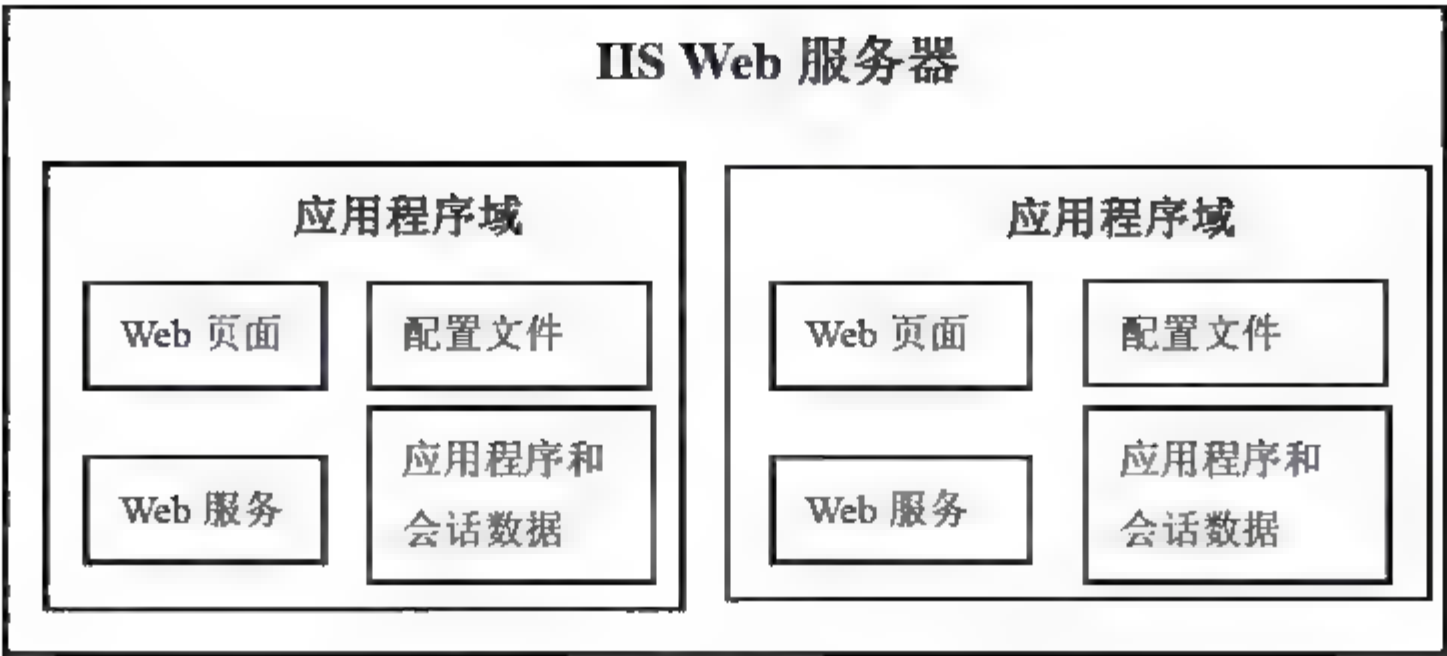 IIS Web 服务器
应用程序域
Web 页面
配置文件
Web 服务
应用程序和
会话数据
应用程序域
Web 页面
配置文件
Web 服务
应用程序和
会话数据